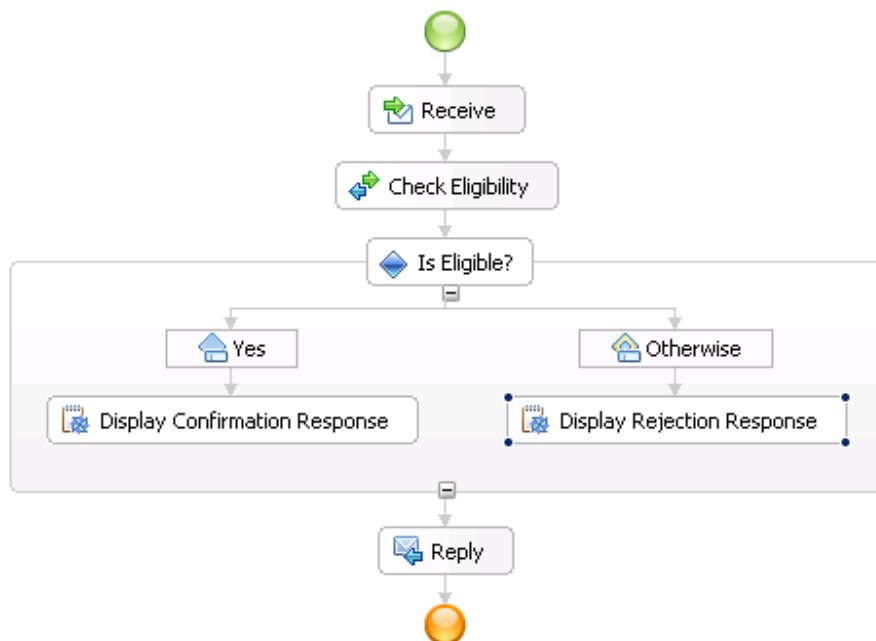 Receive
Check Eligibility
Is Eligible?
Yes
Otherwise
Display Confirmation Response
Display Rejection Response
Reply